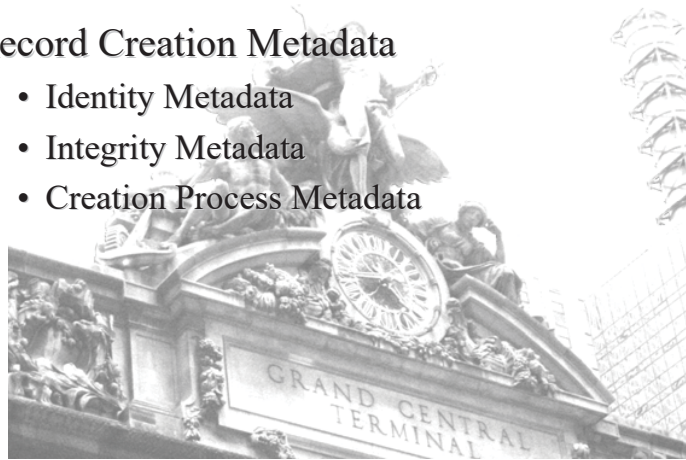 ecord Creation Metadata
• Identity Metadata
• Integrity Metadata
• Creation Process Metadata
GRAND CENTRAL
TERMINAL